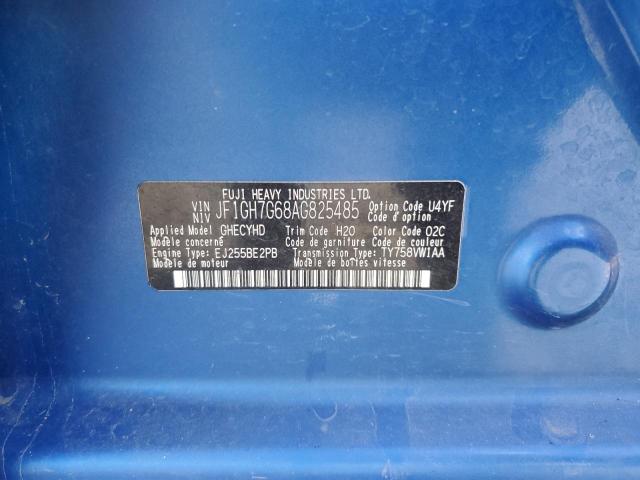 FUJI HEAVY INDUSTRIES LTD.
VIN NIV JF1GH7G68AG825485 Option Code U4YF
Code d'option
Applied Model GHECYHD Trim Code H20 Color Code 02C
Modèle concerné Code de garniture Code de couleur
Engine Type: EJ255BE2PB Transmission Type: TY758VW1AA
Modèle de moteur Modèle de boîtes vitesse